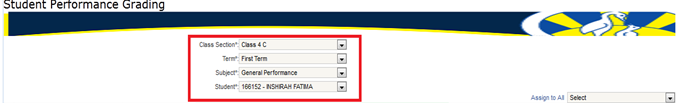 Student Performance Grading
Class Section*: Class 4 C
Term*: First Term
Subject*: General Performance
Student*: 166152 - INSHIRAH FATIMA
Assign to All Select